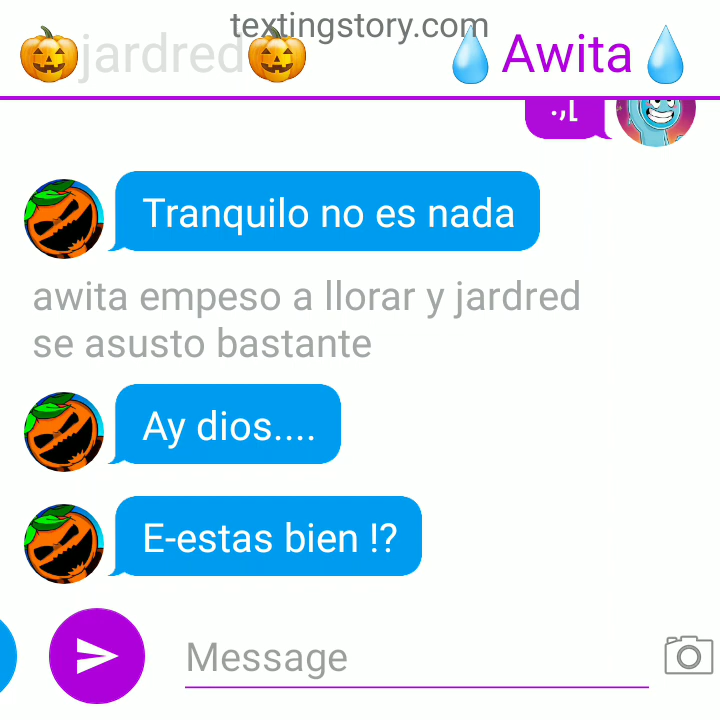 textingstory.com
🎃jardred🎃
💧Awita💧
.·,[
Tranquilo no es nada
awita empeso a llorar y jardred
se asusto bastante
Ay dios....
E-estas bien !?
Message